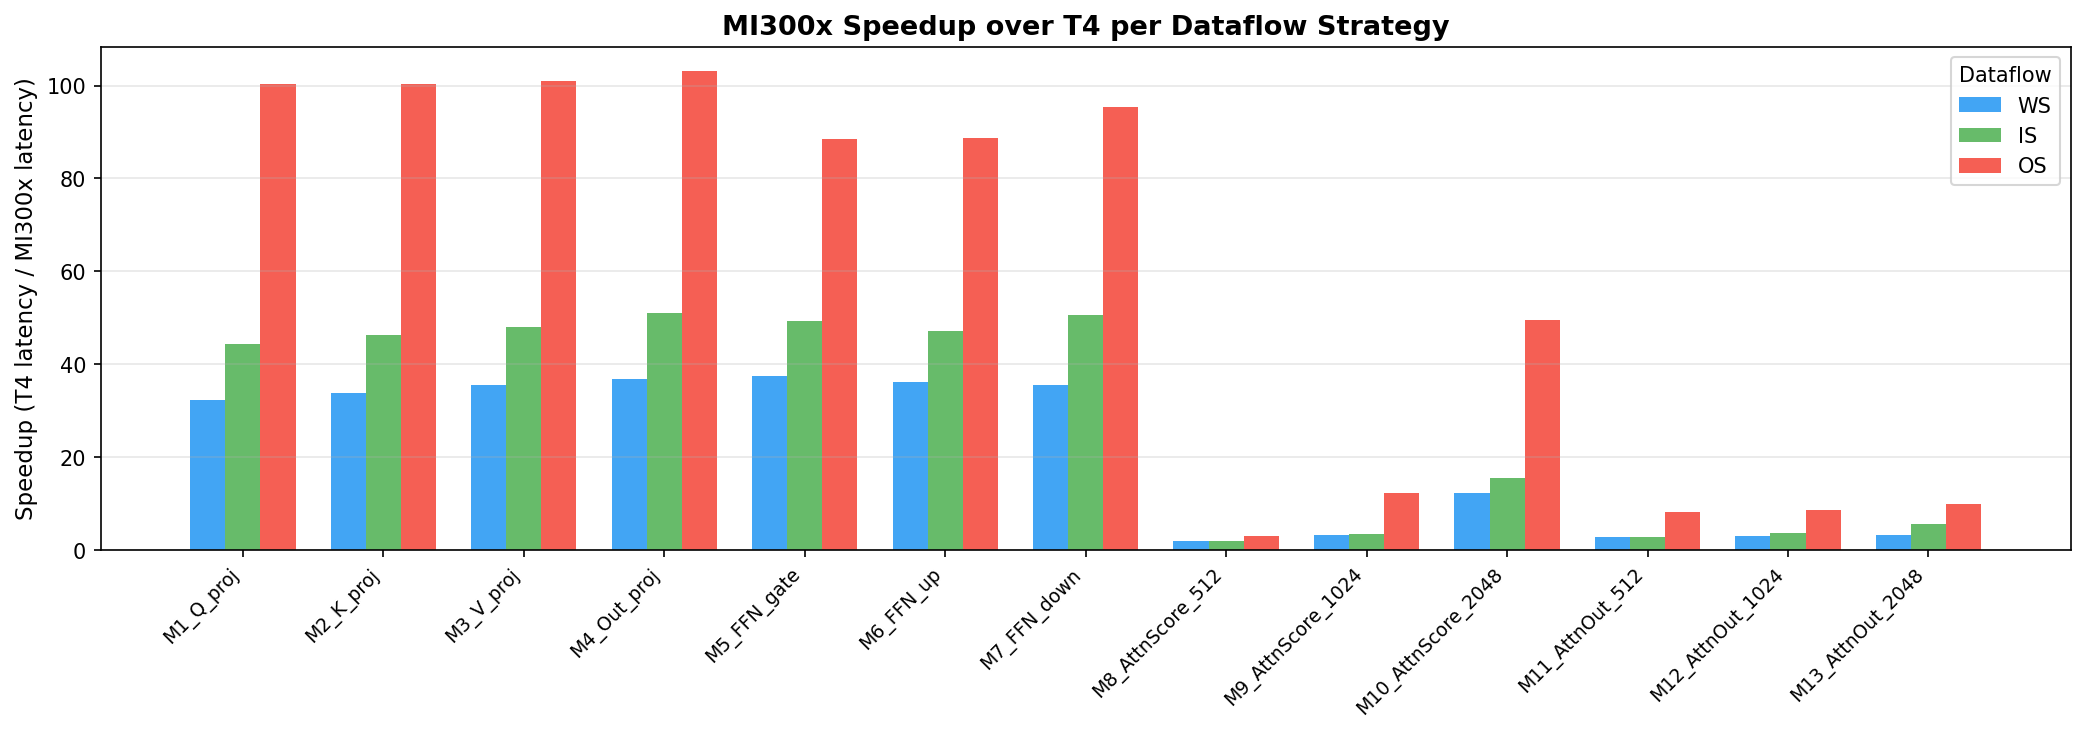 MI300x Speedup over T4 per Dataflow Strategy
Speedup (T4 latency / MI300x latency)
100
80
60
40
20
0
Dataflow
WS
IS
OS
M1_Q_proj
M2_K_proj
M3_V_proj
M4_Out_proj
M5_FFN_gate
M6_FFN_up
M7_FFN_down
M8_AttnScore_512
M9_AttnScore_1024
M10_AttnScore_2048
M11_AttnOut_512
M12_AttnOut_1024
M13_AttnOut_2048